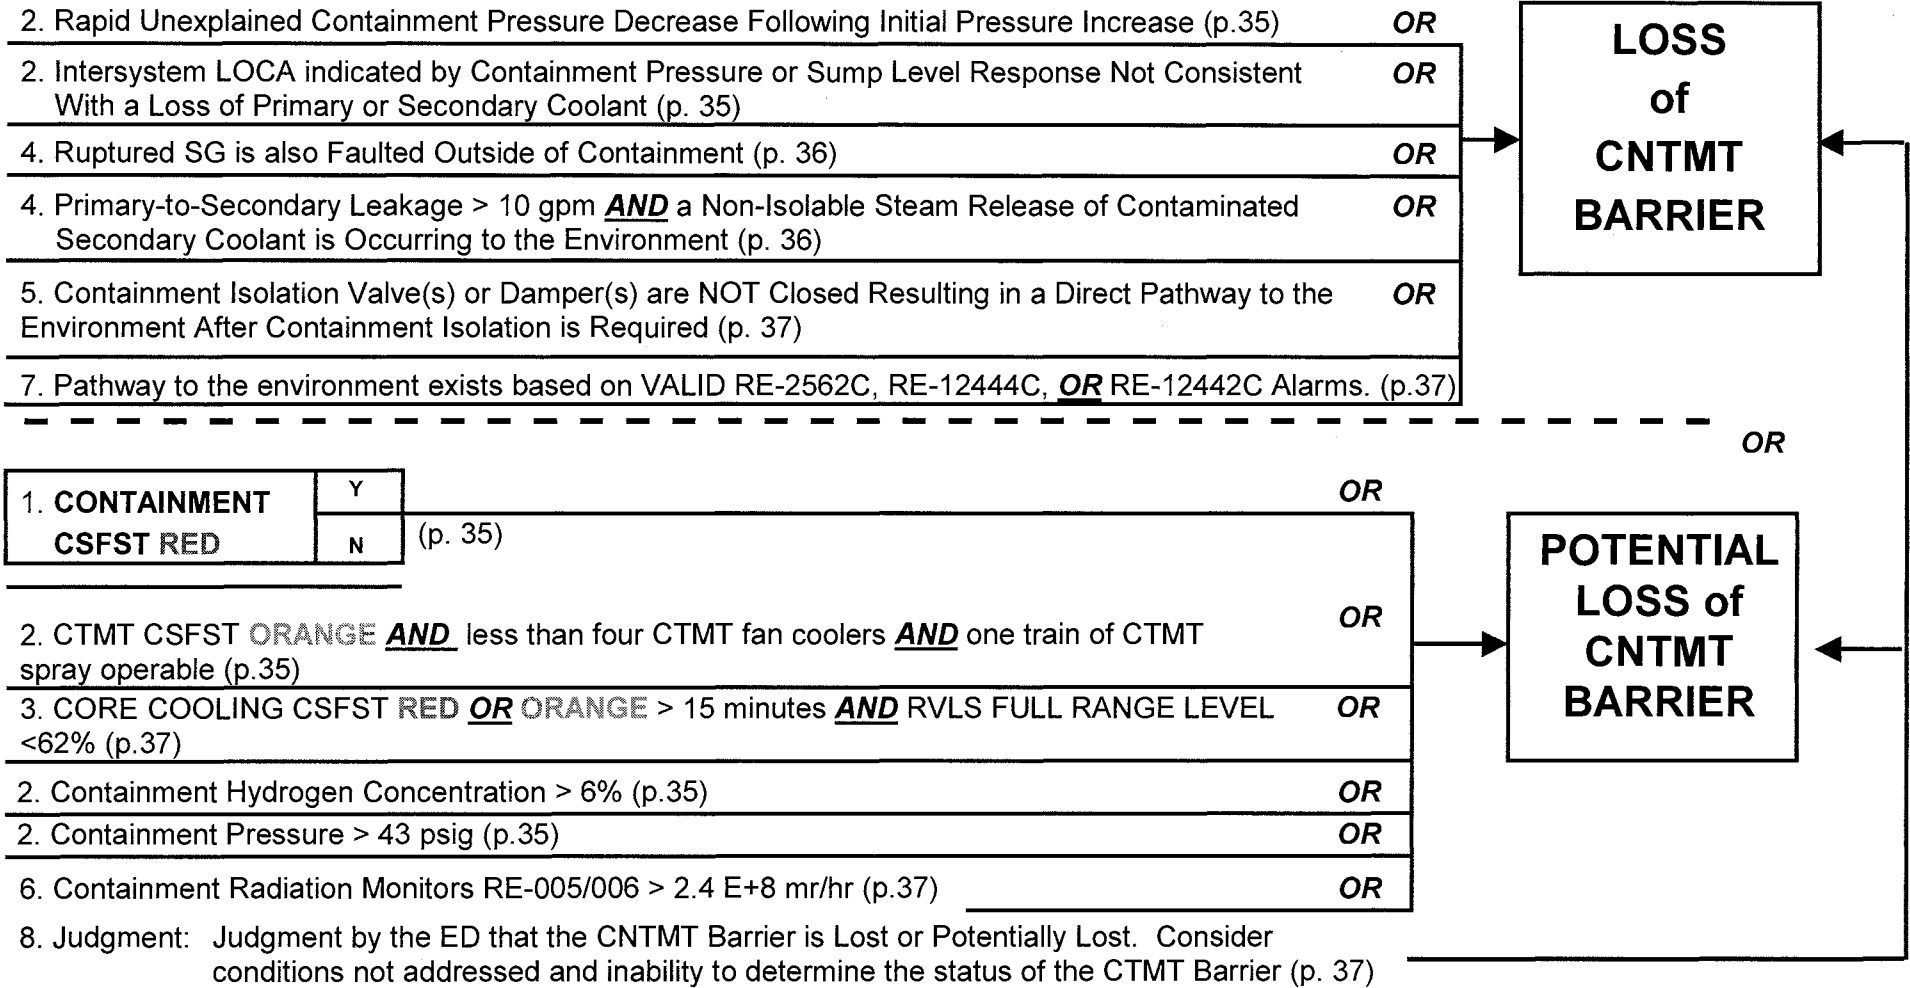 2. Rapid Unexplained Containment Pressure Decrease Following Initial Pressure Increase (p.35) OR
2. Intersystem LOCA indicated by Containment Pressure or Sump Level Response Not Consistent OR
With a Loss of Primary or Secondary Coolant (p. 35)
4. Ruptured SG is also Faulted Outside of Containment (p. 36) OR
4. Primary-to-Secondary Leakage > 10 gpm AND a Non-Isolable Steam Release of Contaminated OR
Secondary Coolant is Occurring to the Environment (p. 36)
5. Containment Isolation Valve(s) or Damper(s) are NOT Closed Resulting in a Direct Pathway to the OR
Environment After Containment Isolation is Required (p. 37)
7. Pathway to the environment exists based on VALID RE-2562C, RE-12444C, OR RE-12442C Alarms. (p.37)
LOSS
of
CNTMT
BARRIER
OR
1. CONTAINMENT
CSFST RED
Y
N
(p. 35)
OR
2. CTMT CSFST ORANGE AND less than four CTMT fan coolers AND one train of CTMT OR
spray operable (p.35)
3. CORE COOLING CSFST RED OR ORANGE > 15 minutes AND RVLS FULL RANGE LEVEL OR
<62% (p.37)
2. Containment Hydrogen Concentration > 6% (p.35) OR
2. Containment Pressure > 43 psig (p.35) OR
6. Containment Radiation Monitors RE-005/006 > 2.4 E+8 mr/hr (p.37) OR
8. Judgment: Judgment by the ED that the CNTMT Barrier is Lost or Potentially Lost. Consider
conditions not addressed and inability to determine the status of the CTMT Barrier (p. 37)
POTENTIAL
LOSS of
CNTMT
BARRIER